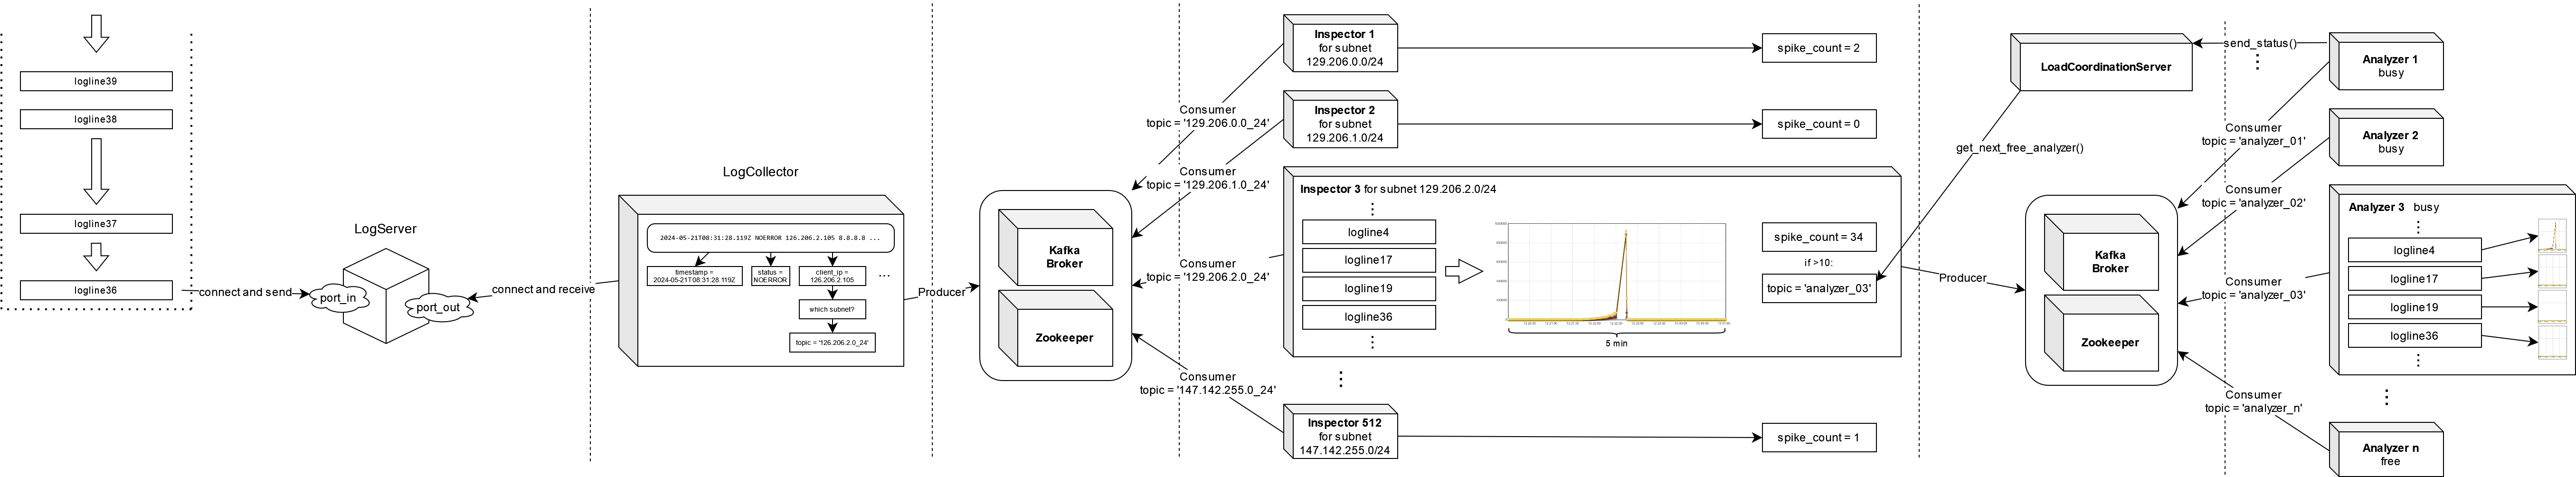 logline39
logline38
logline37
logline36
connect and send
LogServer
port_in
port_out
connect and receive
LogCollector
2024-05-21T08:31:28.119Z NOERROR 126.206.2.105 8.8.8.8 ...
timestamp =
2024-05-21T08:31:28.119Z
status =
NOERROR
client_ip =
126.206.2.105
...
which subnet?
topic = '126.206.2.0_24'
Producer
Kafka
Broker
Zookeeper
Consumer
topic = '129.206.0.0_24'
Consumer
topic = '129.206.1.0_24'
Consumer
topic = '129.206.2.0_24'
Consumer
topic = '147.142.255.0_24'
Inspector 1
for subnet
129.206.0.0/24
spike_count = 2
Inspector 2
for subnet
129.206.1.0/24
spike_count = 0
Inspector 3 for subnet 129.206.2.0/24
logline4
logline17
logline19
logline36
5 min
spike_count = 34
if >10:
topic = 'analyzer_03'
Inspector 512
for subnet
147.142.255.0/24
spike_count = 1
LoadCoordinationServer
get_next_free_analyzer()
send_status()
Producer
Kafka
Broker
Zookeeper
Consumer
topic = 'analyzer_01'
Consumer
topic = 'analyzer_02'
Consumer
topic = 'analyzer_03'
Consumer
topic = 'analyzer_n'
Analyzer 1
busy
Analyzer 2
busy
Analyzer 3 busy
logline4
logline17
logline19
logline36
Analyzer n
free